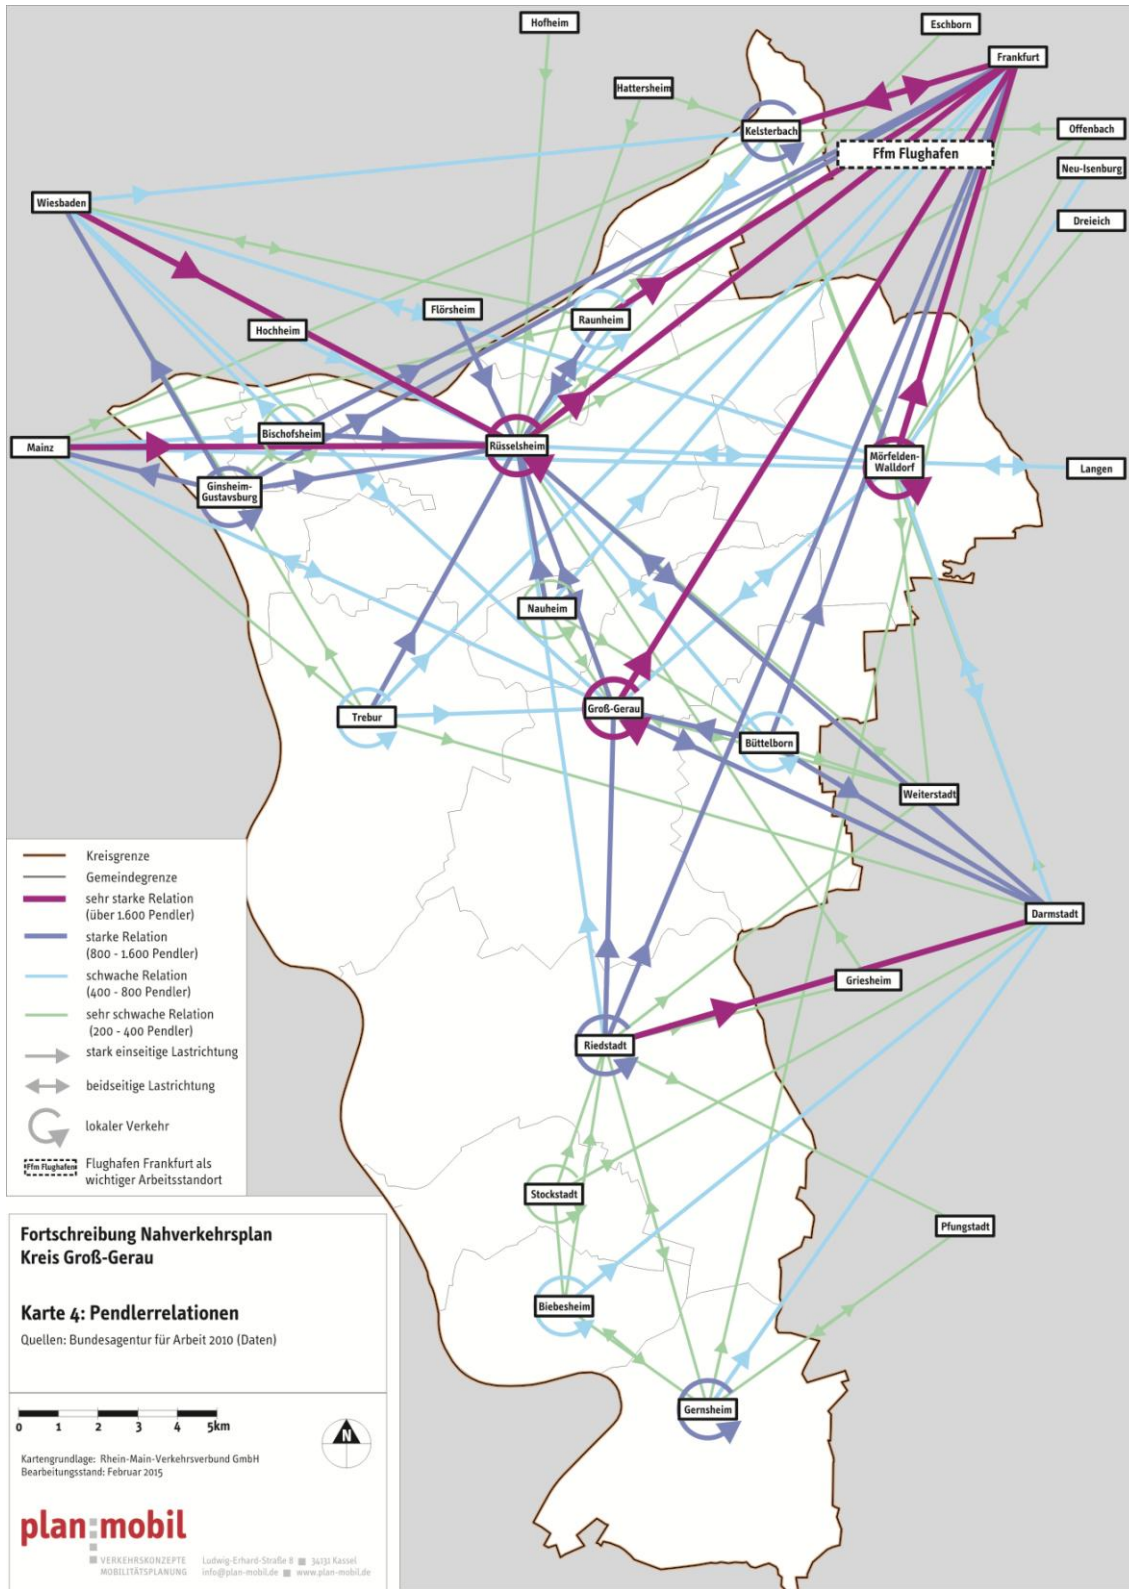 Hofheim
Eschborn
Frankfurt
Hattersheim
Kelsterbach
Offenbach
Ffm Flughafen
Neu-Isenburg
Wiesbaden
Dreieich
Flörsheim
Raunheim
Hochheim
Bischofsheim
Mainz
Rüsselsheim
Mörfelden-
Walldorf
Langen
Ginsheim-
Gustavsburg
Nauheim
Trebur
Groß-Gerau
Büttelborn
Weiterstadt
Darmstadt
Griesheim
Riedstadt
Stockstadt
Pfungstadt
Biebesheim
Gernsheim
Kreisgrenze
Gemeindegrenze
sehr starke Relation
(über 1.600 Pendler)
starke Relation
(800 - 1.600 Pendler)
schwache Relation
(400 - 800 Pendler)
sehr schwache Relation
(200 - 400 Pendler)
stark einseitige Lastrichtung
beidseitige Lastrichtung
lokaler Verkehr
Ffm Flughafen
Flughafen Frankfurt als
wichtiger Arbeitsstandort
Fortschreibung Nahverkehrsplan
Kreis Groß-Gerau
Karte 4: Pendlerrelationen
Quellen: Bundesagentur für Arbeit 2010 (Daten)
0 1 2 3 4 5km
N
Kartengrundlage: Rhein-Main-Verkehrsverbund GmbH
Bearbeitungsstand: Februar 2015
plan:mobil
VERKEHRSKONZEPTE Ludwig-Erhard-Straße 8 ■ 34131 Kassel
MOBILITÄTSPLANUNG info@plan-mobil.de ■ www.plan-mobil.de